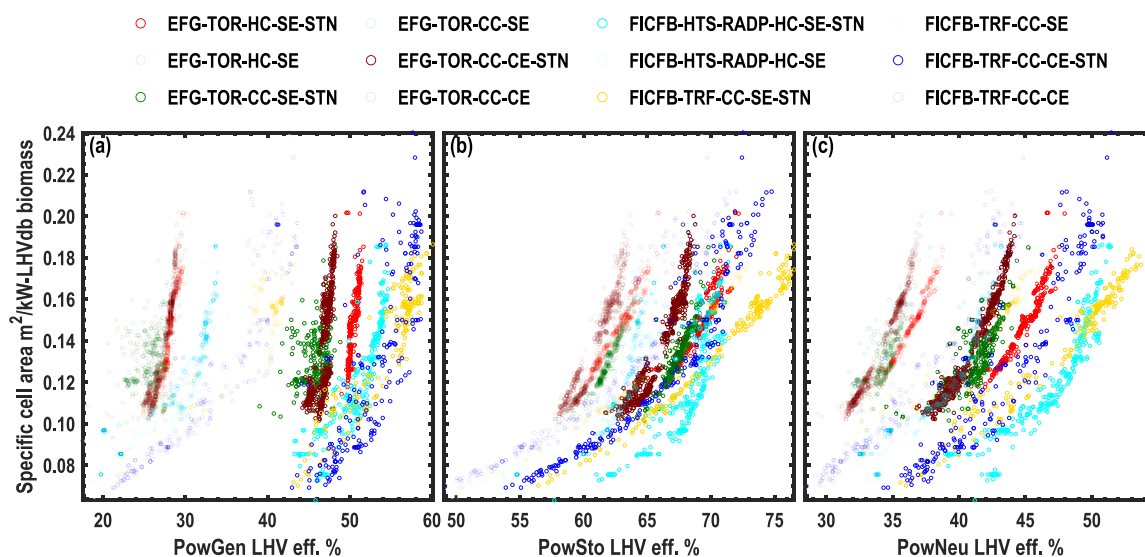 EFG-TOR-HC-SE-STN EFG-TOR-CC-SE FICFB-HTS-RADP-HC-SE-STN FICFB-TRF-CC-SE
EFG-TOR-HC-SE EFG-TOR-CC-CE-STN FICFB-HTS-RADP-HC-SE FICFB-TRF-CC-CE-STN
EFG-TOR-CC-SE-STN EFG-TOR-CC-CE FICFB-TRF-CC-SE-STN FICFB-TRF-CC-CE
Specific cell area m²/kW-LHVdb biomass
0.24
0.22
0.20
0.18
0.16
0.14
0.12
0.10
0.08
(a) (b) (c)
20 30 40 50 60 50 55 60 65 70 75 30 35 40 45 50
PowGen LHV eff. % PowSto LHV eff. % PowNeu LHV eff. %